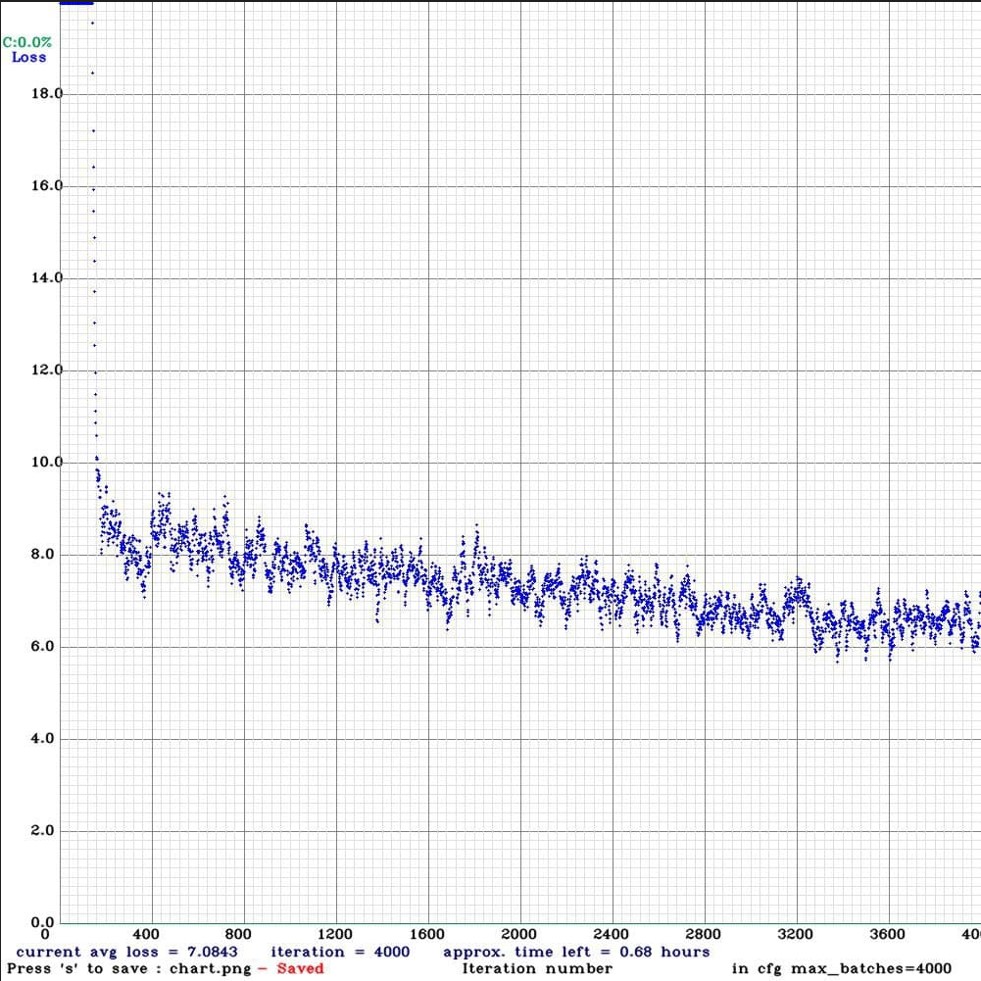 C:0.0%
Loss
18.0
16.0
14.0
12.0
10.0
8.0
6.0
4.0
2.0
0.0
0 400 800 1200 1600 2000 2400 2800 3200 3600 40
current avg loss = 7.0843 iteration = 4000 approx. time left = 0.68 hours
Press 's' to save : chart.png - Saved Iteration number in cfg max_batches=4000